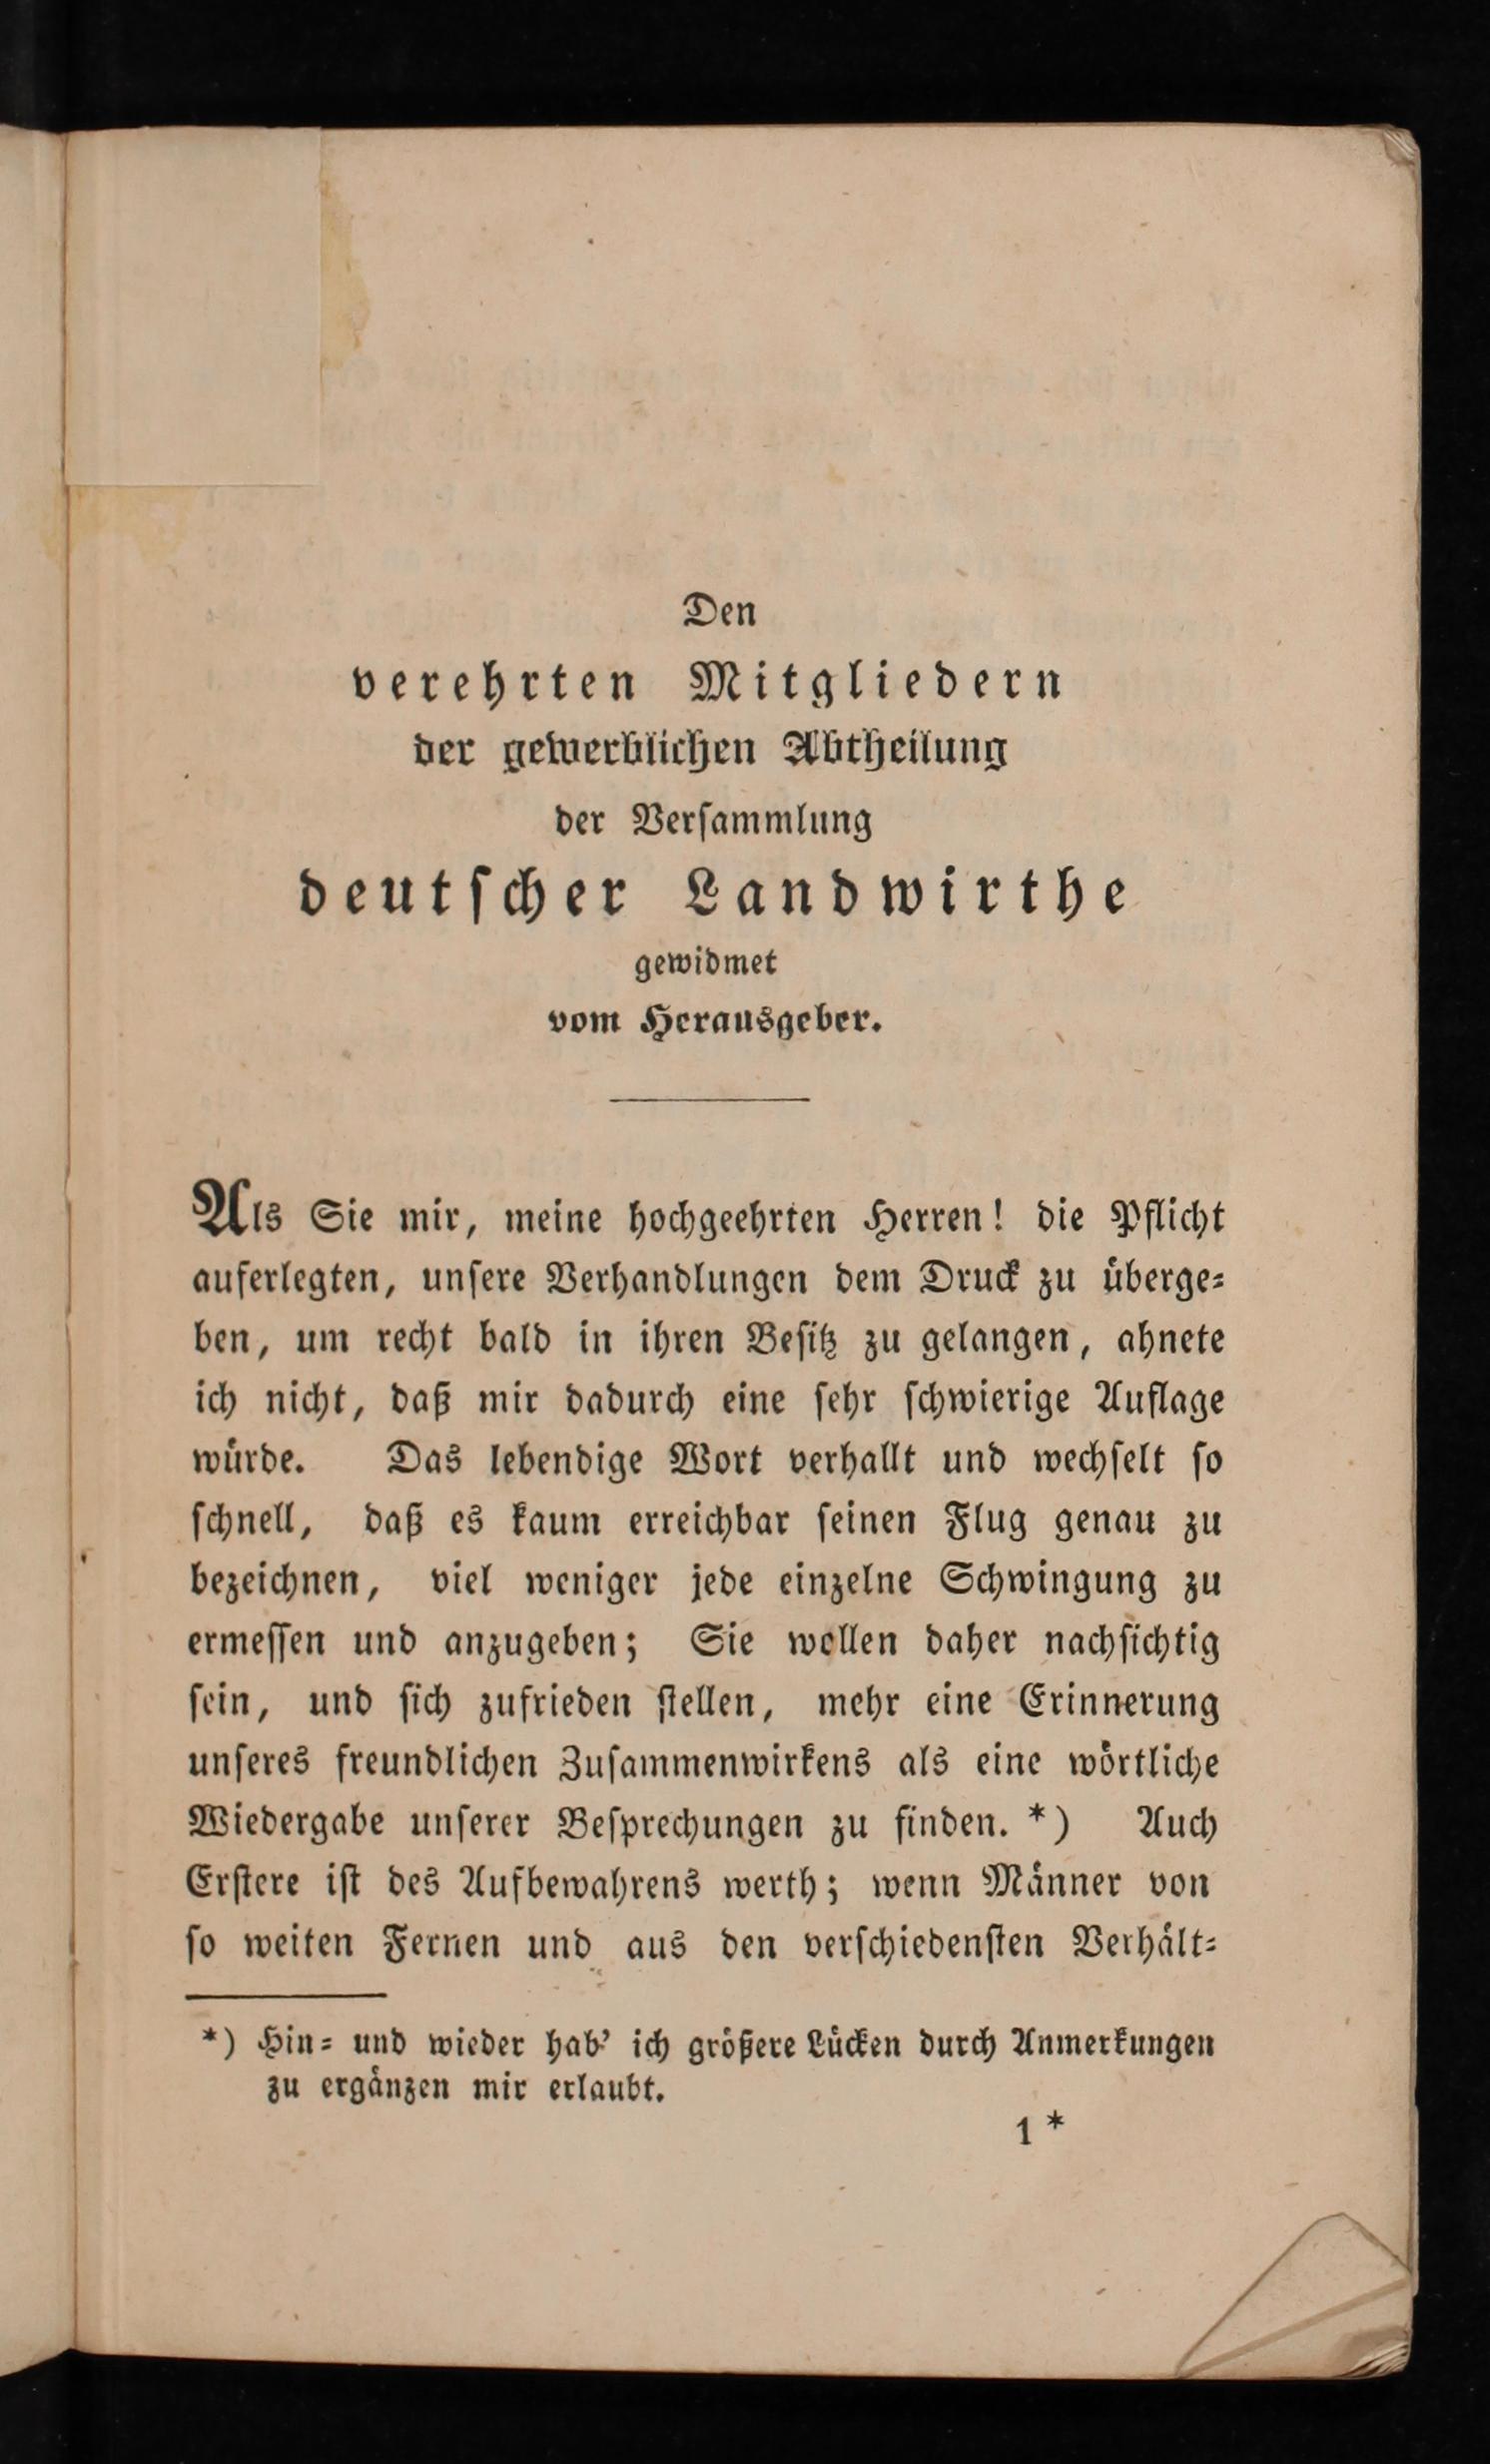 Den
verehrten Mitgliedern
der gewerblichen Abtheilung
der Verſammlung
deutſcher Landwirthe
gewidmet
vom Herausgeber.
Als Sie mir, meine hochgeehrten Herren! die Pflicht
auferlegten, unſere Verhandlungen dem Druck zu überge⸗
ben, um recht bald in ihren Beſitz zu gelangen, ahnete
ich nicht, daß mir dadurch eine ſehr ſchwierige Auflage
würde. Das lebendige Wort verhallt und wechſelt ſo
ſchnell, daß es kaum erreichbar ſeinen Flug genau zu
bezeichnen, viel weniger jede einzelne Schwingung zu
ermeſſen und anzugeben; Sie wollen daher nachſichtig
ſein, und ſich zufrieden ſtellen, mehr eine Erinnerung
unſeres freundlichen Zuſammenwirkens als eine wörtliche
Wiedergabe unſerer Beſprechungen zu finden. *) Auch
Erſtere iſt des Aufbewahrens werth; wenn Männer von
ſo weiten Fernen und aus den verſchiedenſten Verhält⸗
*) Hin⸗ und wieder hab' ich größere Lücken durch Anmerkungen
zu ergänzen mir erlaubt.
1 *